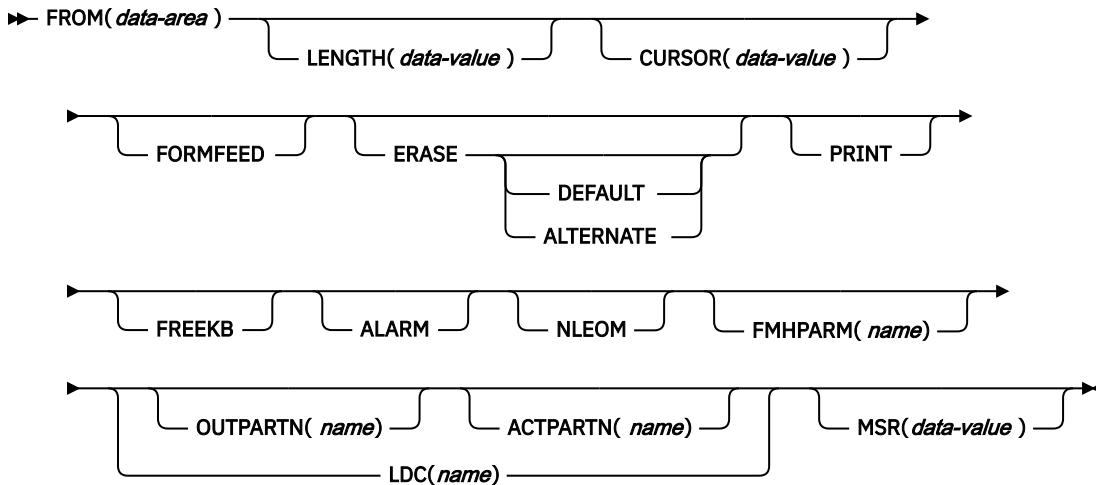 FROM( data-area )
LENGTH( data-value ) CURSOR( data-value )
FORMFEED ERASE PRINT
DEFAULT
ALTERNATE
FREEKB ALARM NLEOM FMHPARM( name)
OUTPARTN( name) ACTPARTN( name) MSR(data-value )
LDC(name)